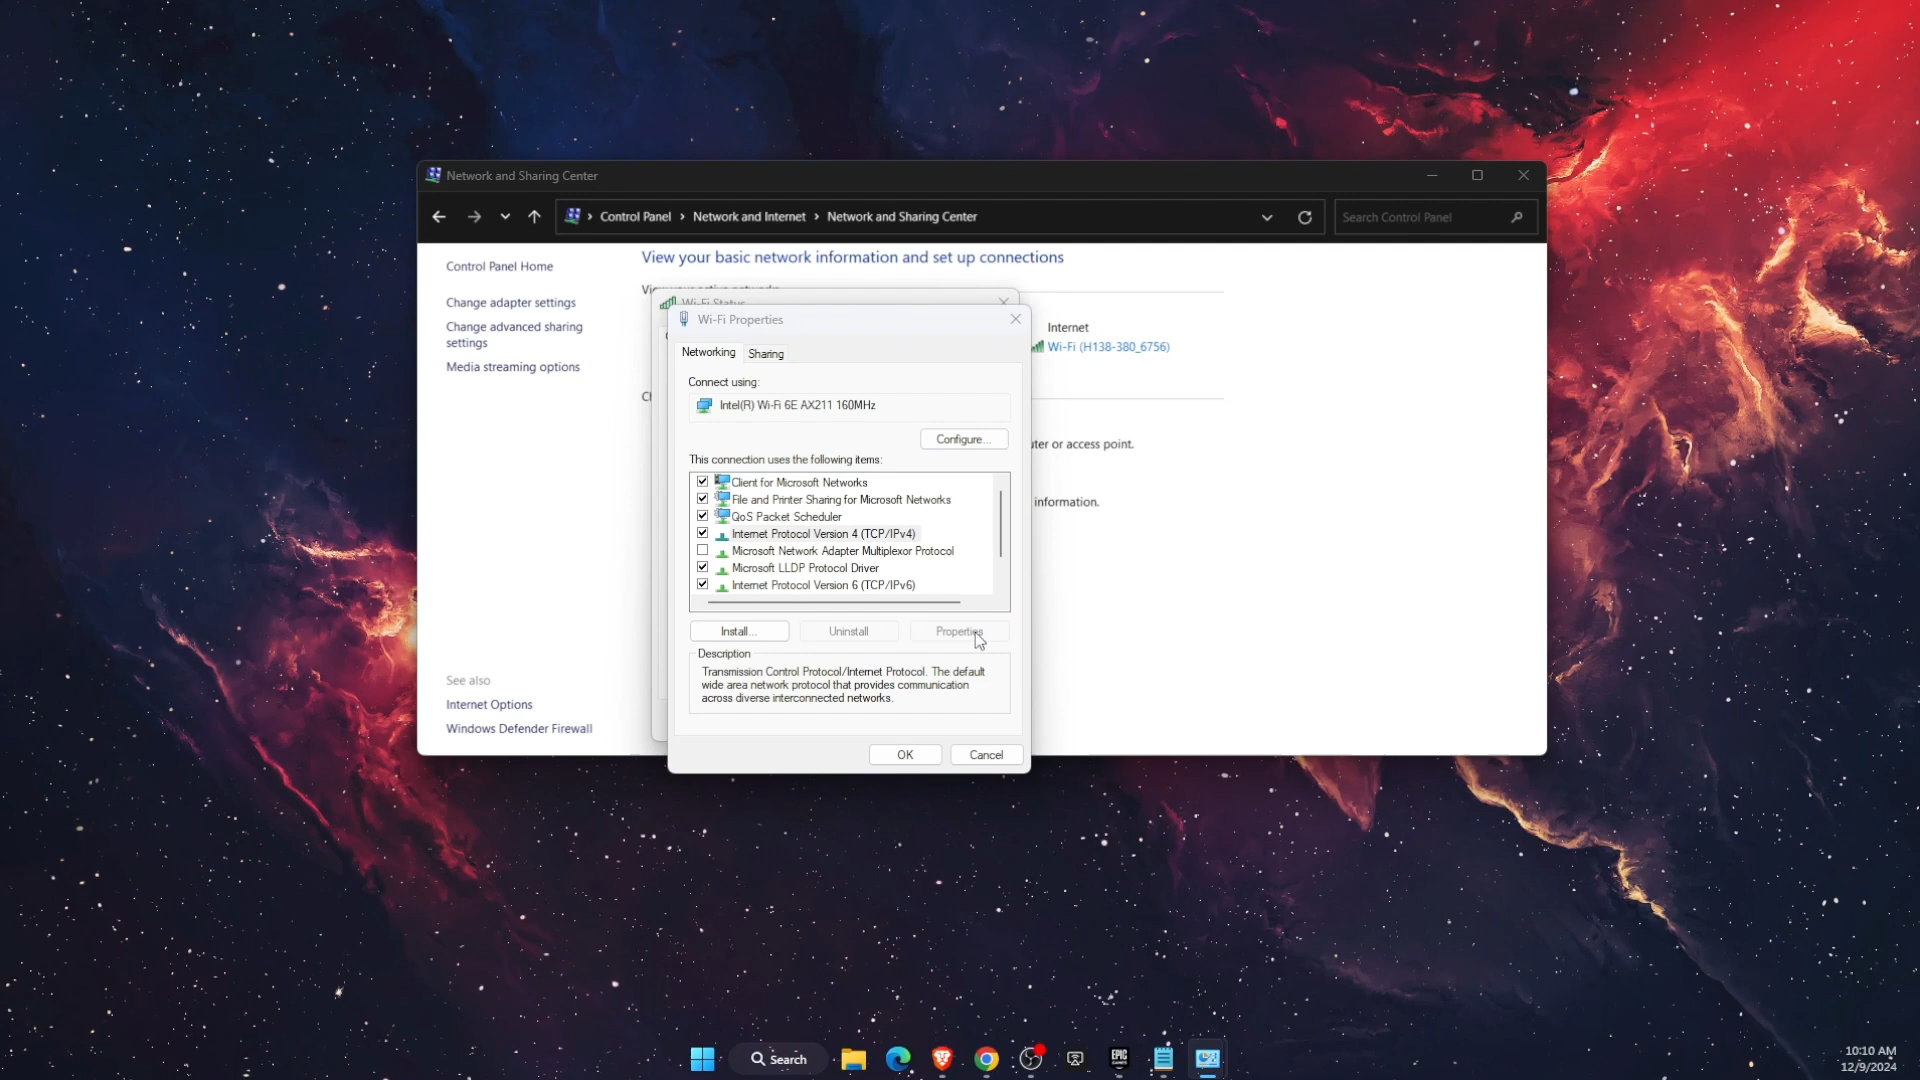 Network and Sharing Center
Control Panel > Network and Internet > Network and Sharing Center
Search Control Panel
Control Panel Home
Change adapter settings
Change advanced sharing
settings
Media streaming options
See also
Internet Options
Windows Defender Firewall
View your basic network information and set up connections
Wi-Fi Status
Internet
Wi-Fi (H138-380_6756)
or access point.
information.
Wi-Fi Properties
Networking
Sharing
Connect using:
Intel(R) Wi-Fi 6E AX211 160MHz
Configure...
This connection uses the following items:
Client for Microsoft Networks
File and Printer Sharing for Microsoft Networks
QoS Packet Scheduler
Internet Protocol Version 4 (TCP/IPv4)
Microsoft Network Adapter Multiplexor Protocol
Microsoft LLDP Protocol Driver
Internet Protocol Version 6 (TCP/IPv6)
Install...
Uninstall
Properties
Description
Transmission Control Protocol/Internet Protocol. The default
wide area network protocol that provides communication
across diverse interconnected networks.
OK
Cancel
Search
EPIC
GAMES
10:10 AM
12/9/2024